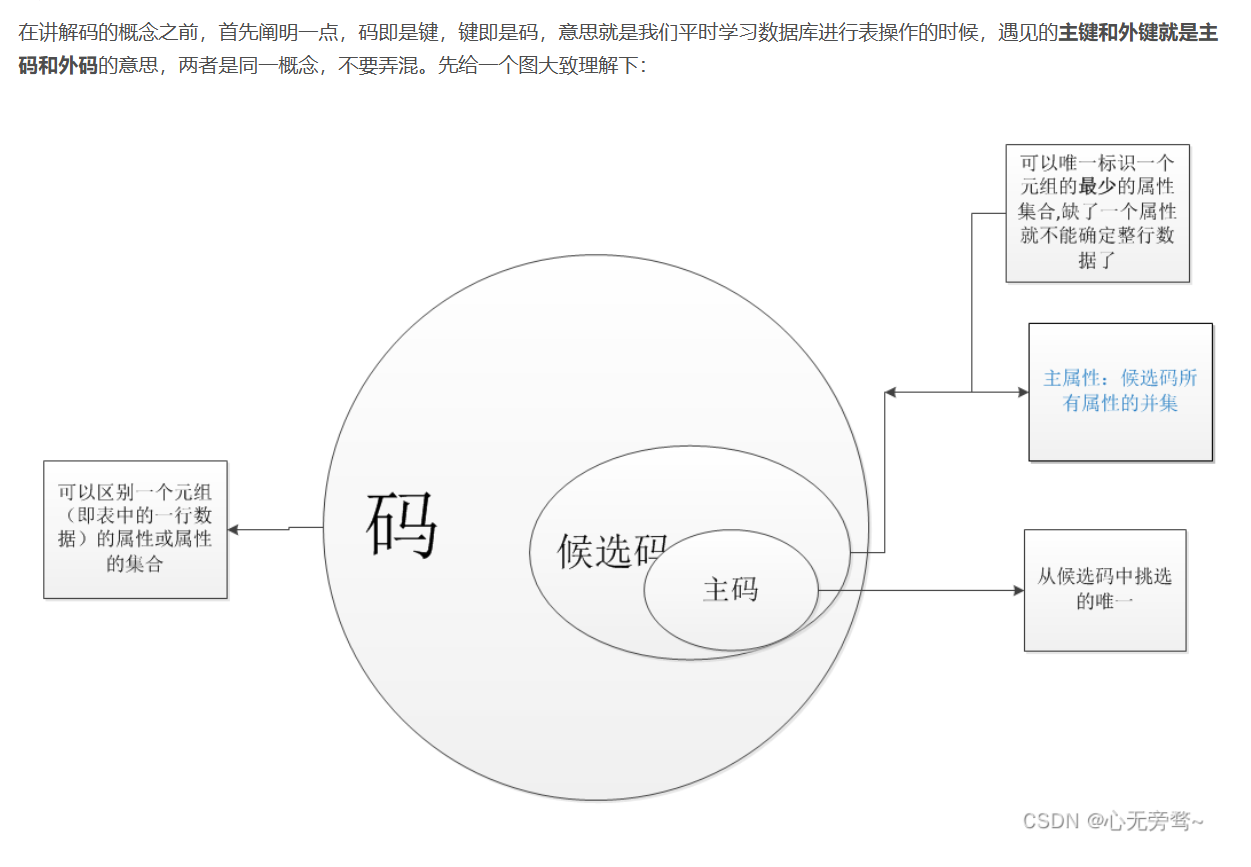 在讲解码的概念之前，首先阐明一点，码即是键，键即是码，意思就是我们平时学习数据库进行表操作的时候，遇见的主键和外键就是主
码和外码的意思，两者是同一概念，不要弄混。先给一个图大致理解下：
可以唯一标识一个
元组的最少的属性
集合,缺了一个属性
就不能确定整行数
据了
主属性：候选码所
有属性的并集
可以区别一个元组
（即表中的一行数
据）的属性或属性
的集合
码
候选码
主码
从候选码中挑选
的唯一
CSDN @心无旁骛~